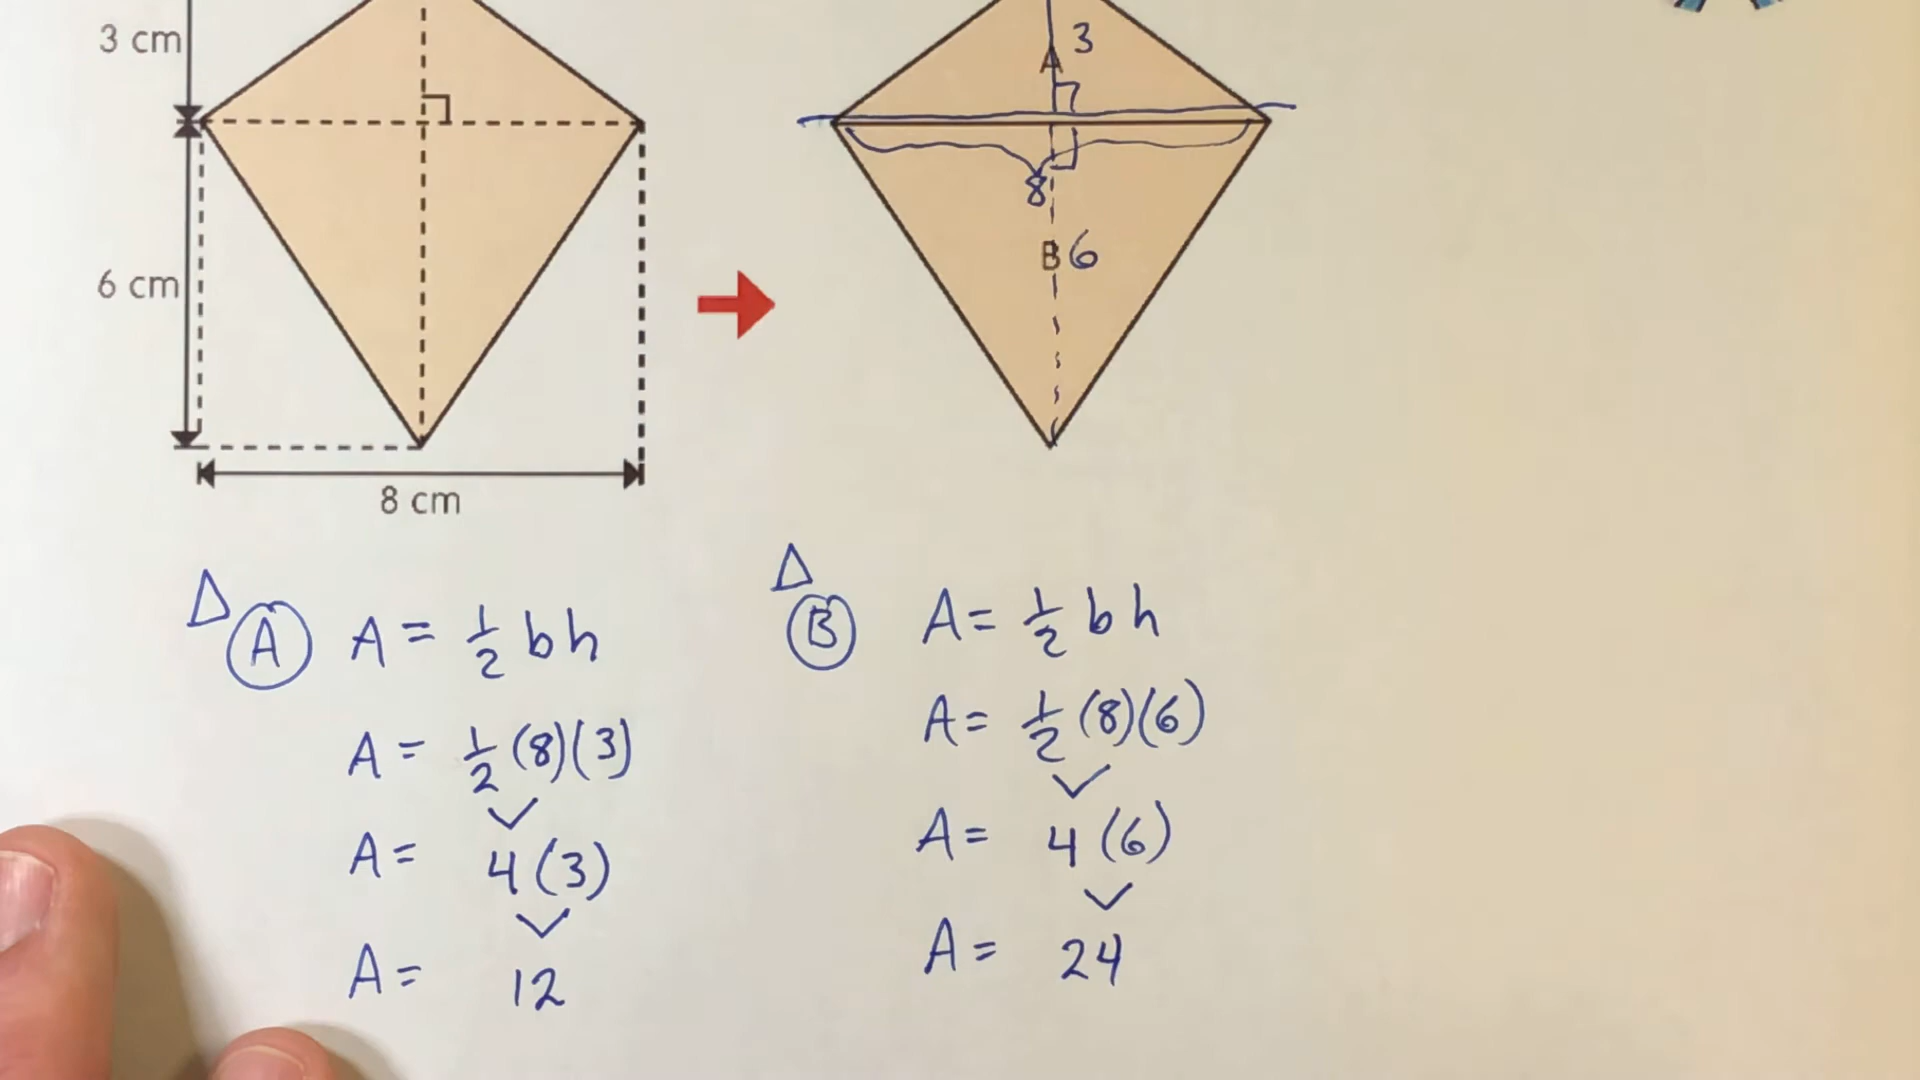 3 cm
6 cm
8 cm
A 3
8
B 6
Δ A A = 1/2 b h
A = 1/2 (8)(3)
A = 4 (3)
A = 12
Δ B A = 1/2 b h
A = 1/2 (8)(6)
A = 4 (6)
A = 24